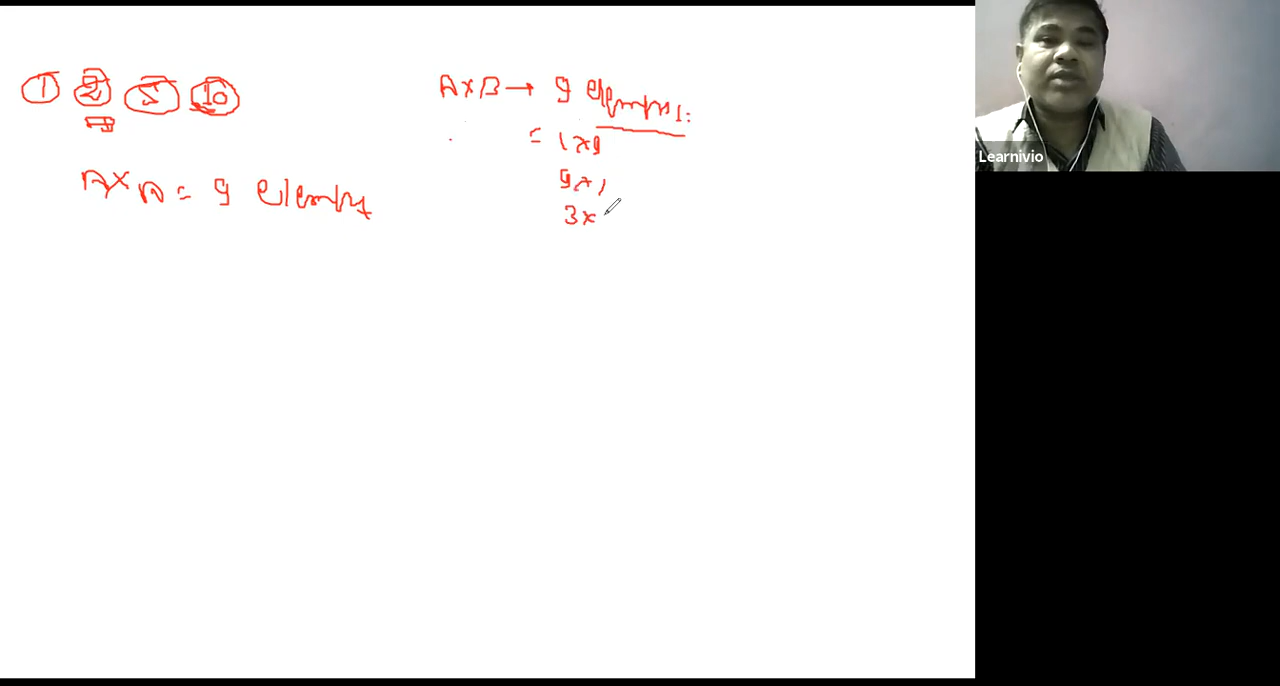 1 2 5 10
A×A = 9 elements
A×B → 9 elements
= 1×9
9×1
3×
Learnivio